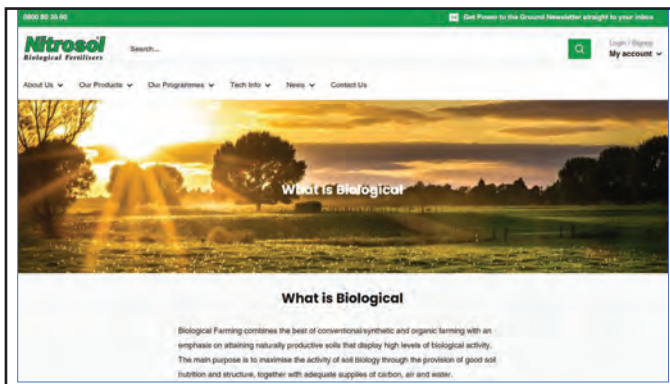 0800 80 30 60
Get Power to the Ground Newsletter straight to your inbox
Nitrosol
Biological Fertilisers
Search...
Login / Signup
My account
About Us
Our Products
Our Programmes
Tech Info
News
Contact Us
What is Biological
What is Biological
Biological Farming combines the best of conventional/synthetic and organic farming with an
emphasis on attaining naturally productive soils that display high levels of biological activity.
The main purpose is to maximise the activity of soil biology through the provision of good soil
nutrition and structure, together with adequate supplies of carbon, air and water.